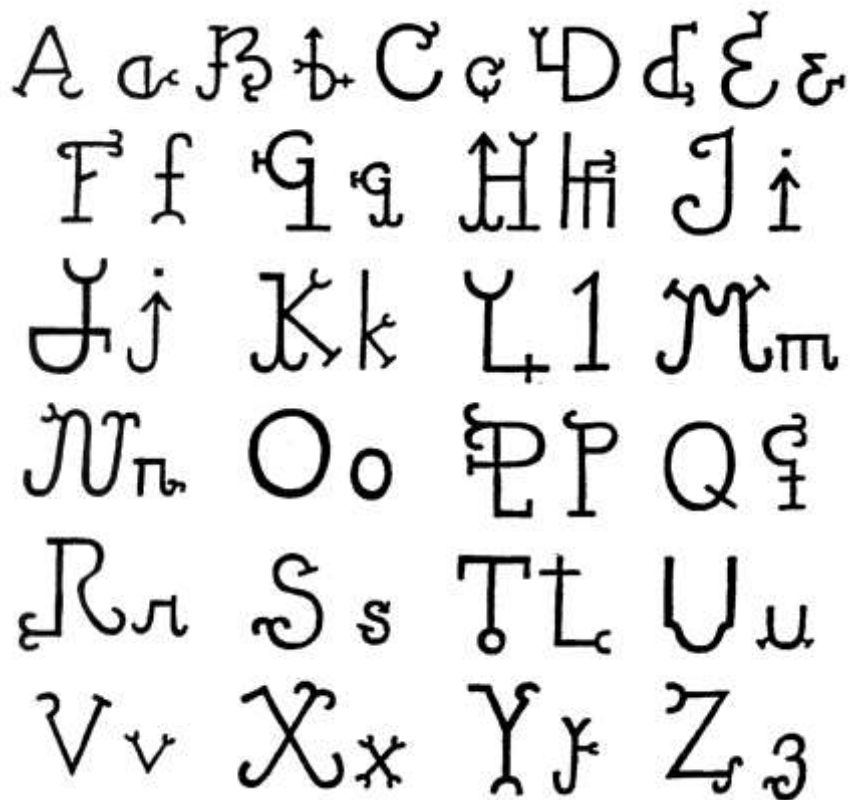 A a B b C c D d E e
F f G g H h I i
J j K k L l M m
N n O o P p Q q
R r S s T t U u
V v X x Y y Z z